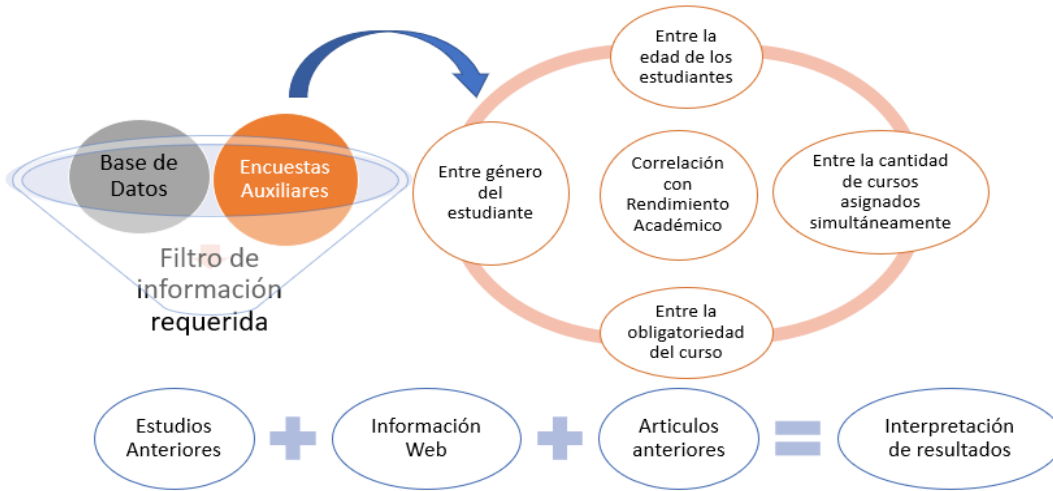 Base de
Datos
Encuestas
Auxiliares
Filtro de
información
requerida
Entre la
edad de los
estudiantes
Entre género
del
estudiante
Correlación
con
Rendimiento
Académico
Entre la cantidad
de cursos
asignados
simultáneamente
Entre la
obligatoriedad
del curso
Estudios
Anteriores
Información
Web
Articulos
anteriores
Interpretación
de resultados